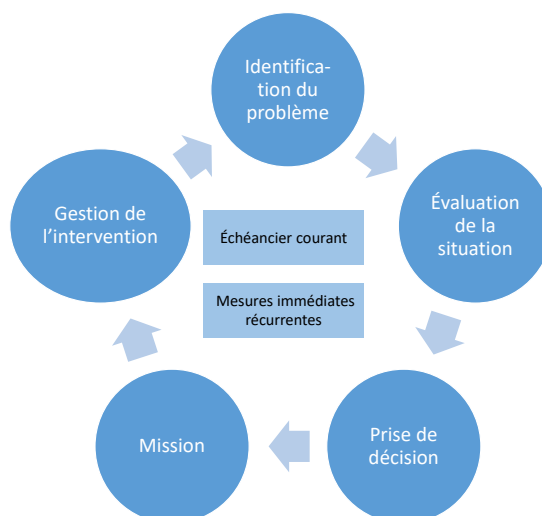 Identifica-
tion du
problème
Évaluation
de la
situation
Gestion de
l'intervention
Échéancier courant
Mesures immédiates
récurrentes
Prise de
décision
Mission